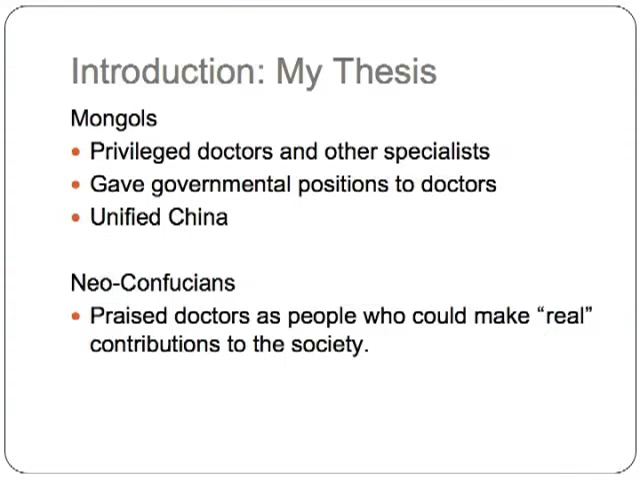 Introduction: My Thesis
Mongols
• Privileged doctors and other specialists
• Gave governmental positions to doctors
• Unified China
Neo-Confucians
• Praised doctors as people who could make “real”
contributions to the society.